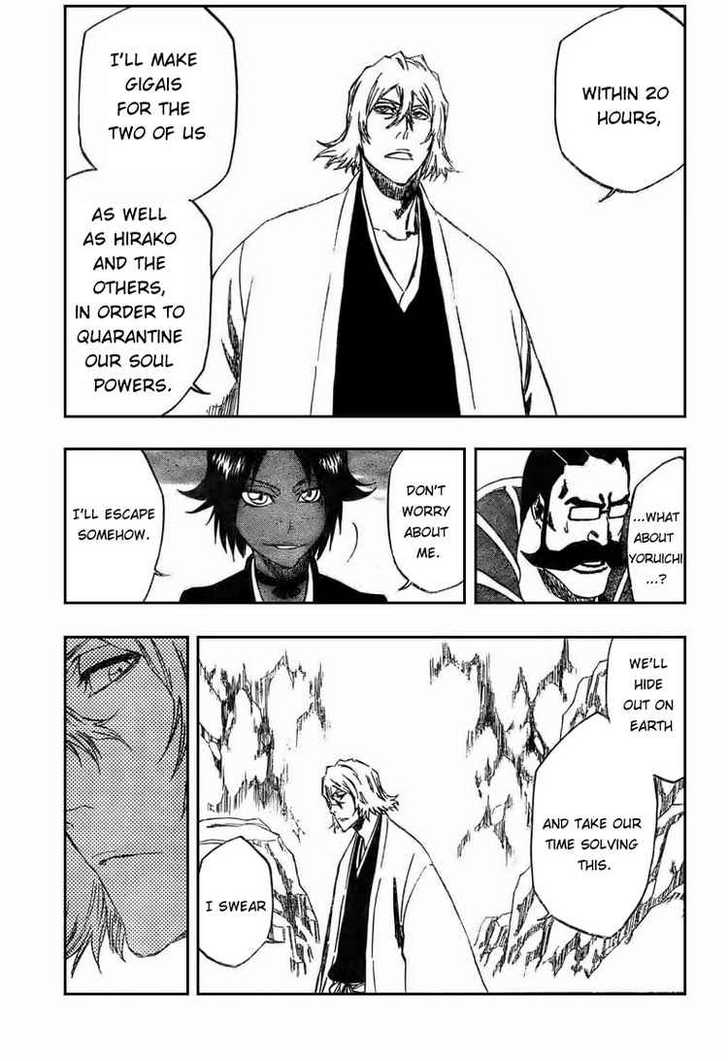 WITHIN 20
HOURS,
I'LL MAKE
GIGAIS
FOR THE
TWO OF US
AS WELL
AS HIRAKO
AND THE
OTHERS,
IN ORDER TO
QUARANTINE
OUR SOUL
POWERS.
...WHAT
ABOUT
YORUICHI
...?
DON'T
WORRY
ABOUT
ME.
I'LL ESCAPE
SOMEHOW.
WE'LL
HIDE
OUT ON
EARTH
AND TAKE OUR
TIME SOLVING
THIS.
I SWEAR